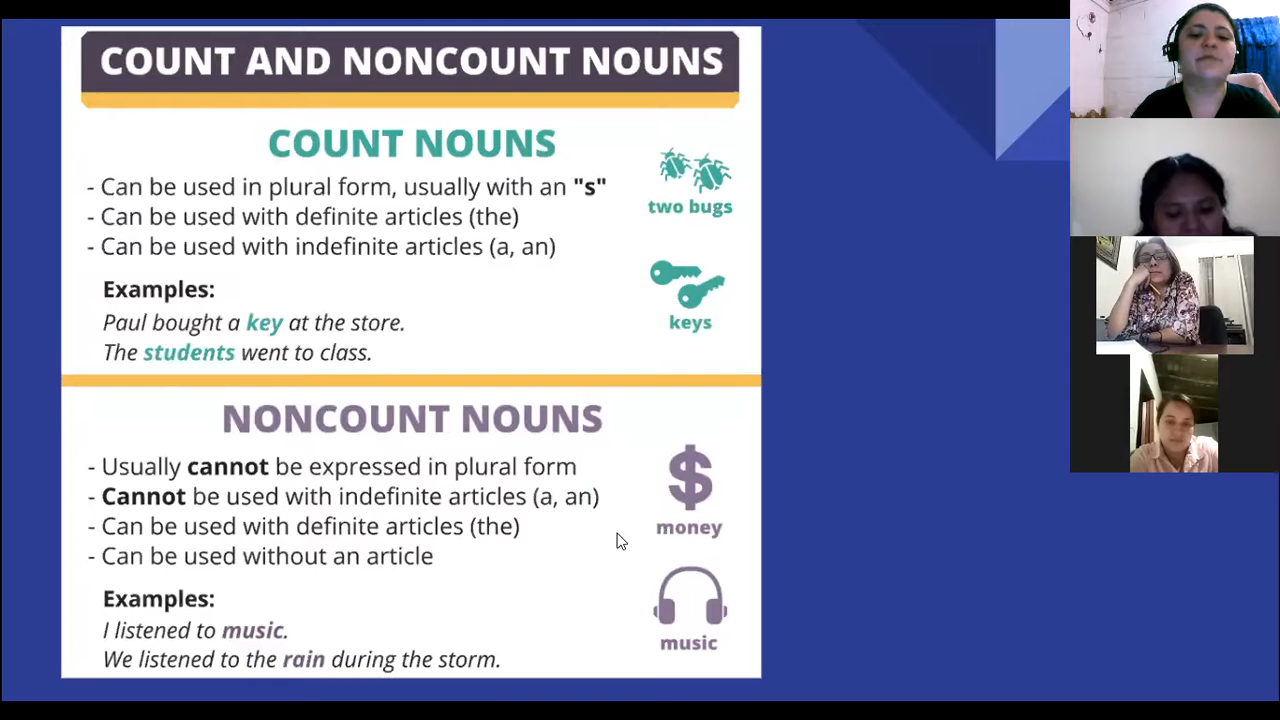 COUNT AND NONCOUNT NOUNS
COUNT NOUNS
- Can be used in plural form, usually with an "s"
- Can be used with definite articles (the)
- Can be used with indefinite articles (a, an)
two bugs
Examples:
Paul bought a key at the store.
The students went to class.
keys
NONCOUNT NOUNS
- Usually cannot be expressed in plural form
- Cannot be used with indefinite articles (a, an)
- Can be used with definite articles (the)
- Can be used without an article
$
money
Examples:
I listened to music.
We listened to the rain during the storm.
music